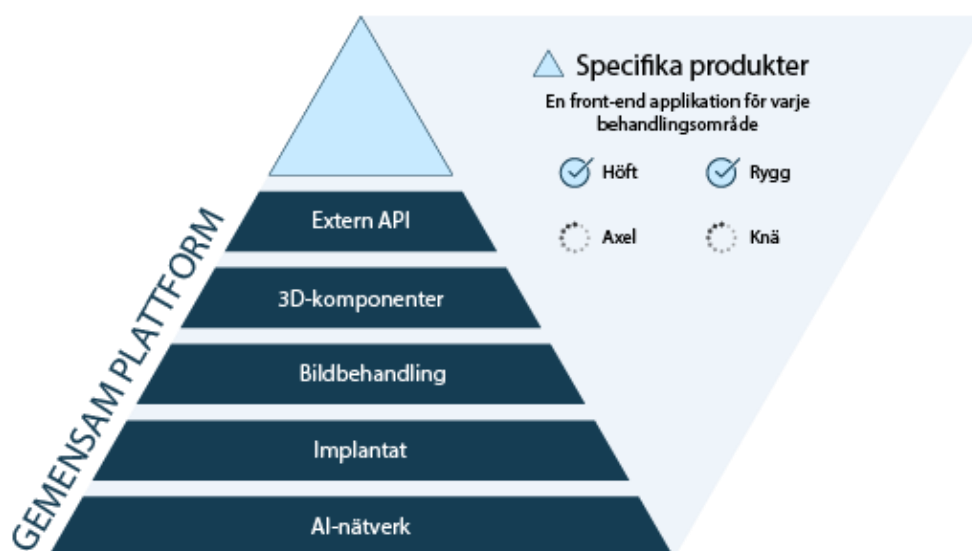 Specifika produkter
En front-end applikation för varje
behandlingsområde
Höft
Rygg
Axel
Knä
GEMENSAM PLATTFORM
Extern API
3D-komponenter
Bildbehandling
Implantat
AI-nätverk